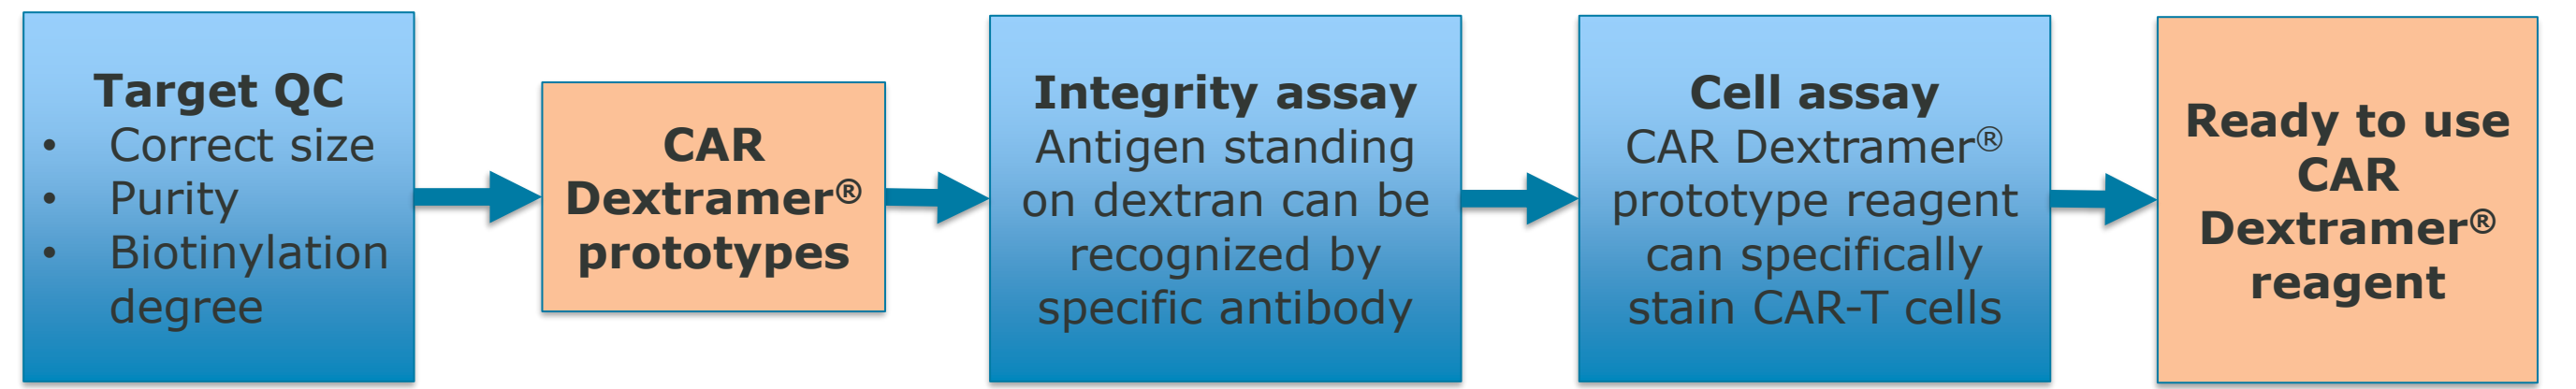 Target QC
• Correct size
• Purity
• Biotinylation
degree
CAR
Dextramer®
prototypes
Integrity assay
Antigen standing
on dextran can be
recognized by
specific antibody
Cell assay
CAR Dextramer®
prototype reagent
can specifically
stain CAR-T cells
Ready to use
CAR
Dextramer®
reagent